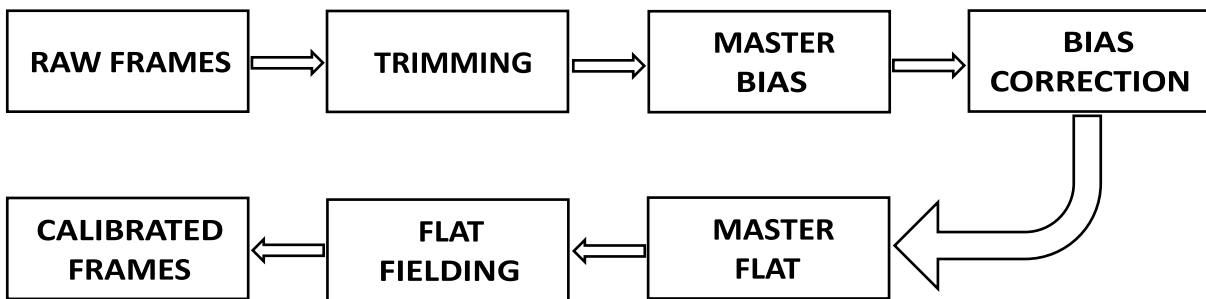 RAW FRAMES
TRIMMING
MASTER
BIAS
BIAS
CORRECTION
MASTER
FLAT
FLAT
FIELDING
CALIBRATED
FRAMES